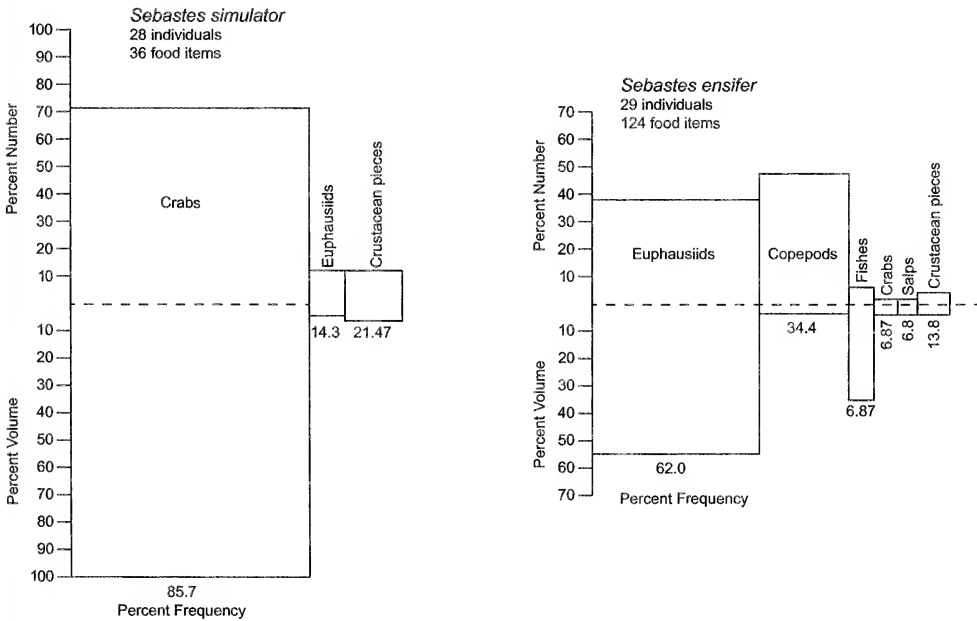 Sebastes simulator
28 individuals
36 food items
100
90
80
70
60
50
40
30
20
10
10
20
30
40
50
60
70
80
90
100
Percent Number
Percent Volume
Crabs
Euphausiids
Crustacean pieces
14.3
21.47
85.7
Percent Frequency
Sebastes ensifer
29 individuals
124 food items
70
60
50
40
30
20
10
10
20
30
40
50
60
70
Percent Number
Percent Volume
Euphausiids
Copepods
Fishes
Crabs
Salps
Crustacean pieces
34.4
6.87
6.8
13.8
6.87
62.0
Percent Frequency